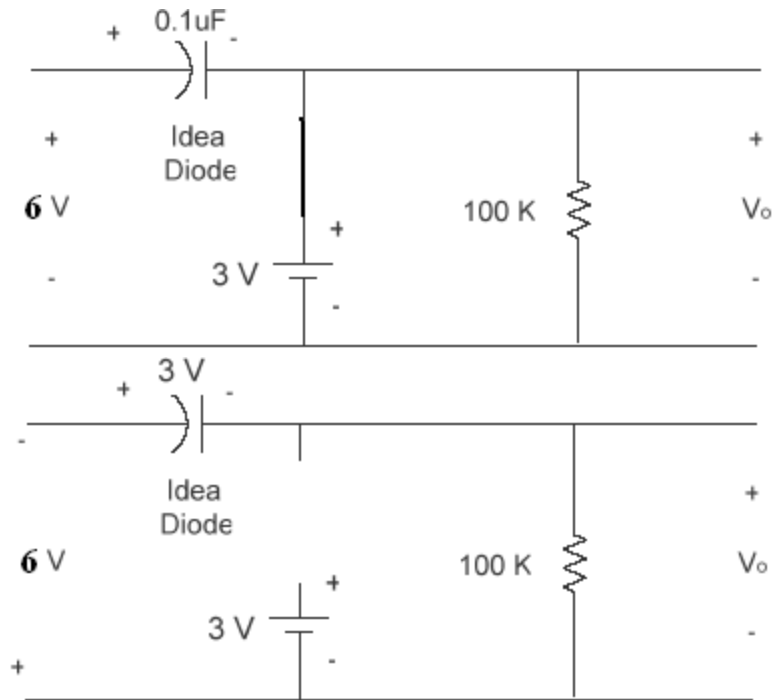 0.1uF
+ -
+ Idea +
Diode
6 V 100 K Vo
+
3 V
- - -
3 V
+ -
-
Idea +
Diode
6 V 100 K Vo
+
3 V
-
+ -